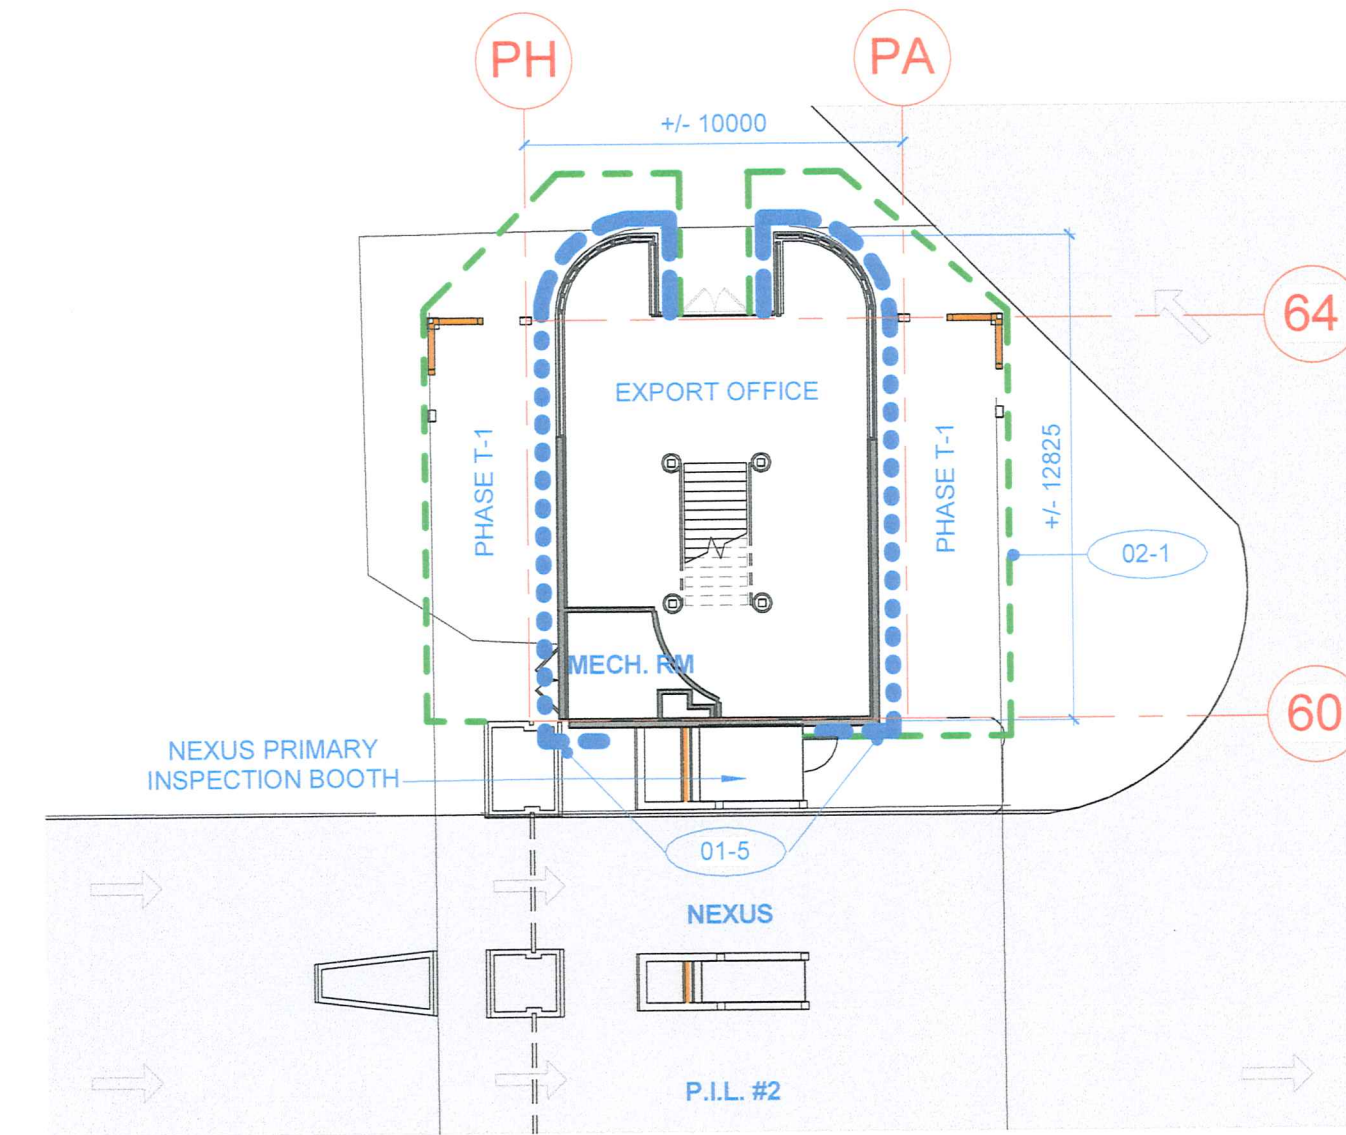 PH
PA
+/- 10000
64
EXPORT OFFICE
PHASE T-1
PHASE T-1
+/- 12825
02-1
MECH. RM
60
NEXUS PRIMARY
INSPECTION BOOTH
01-5
NEXUS
P.I.L. #2